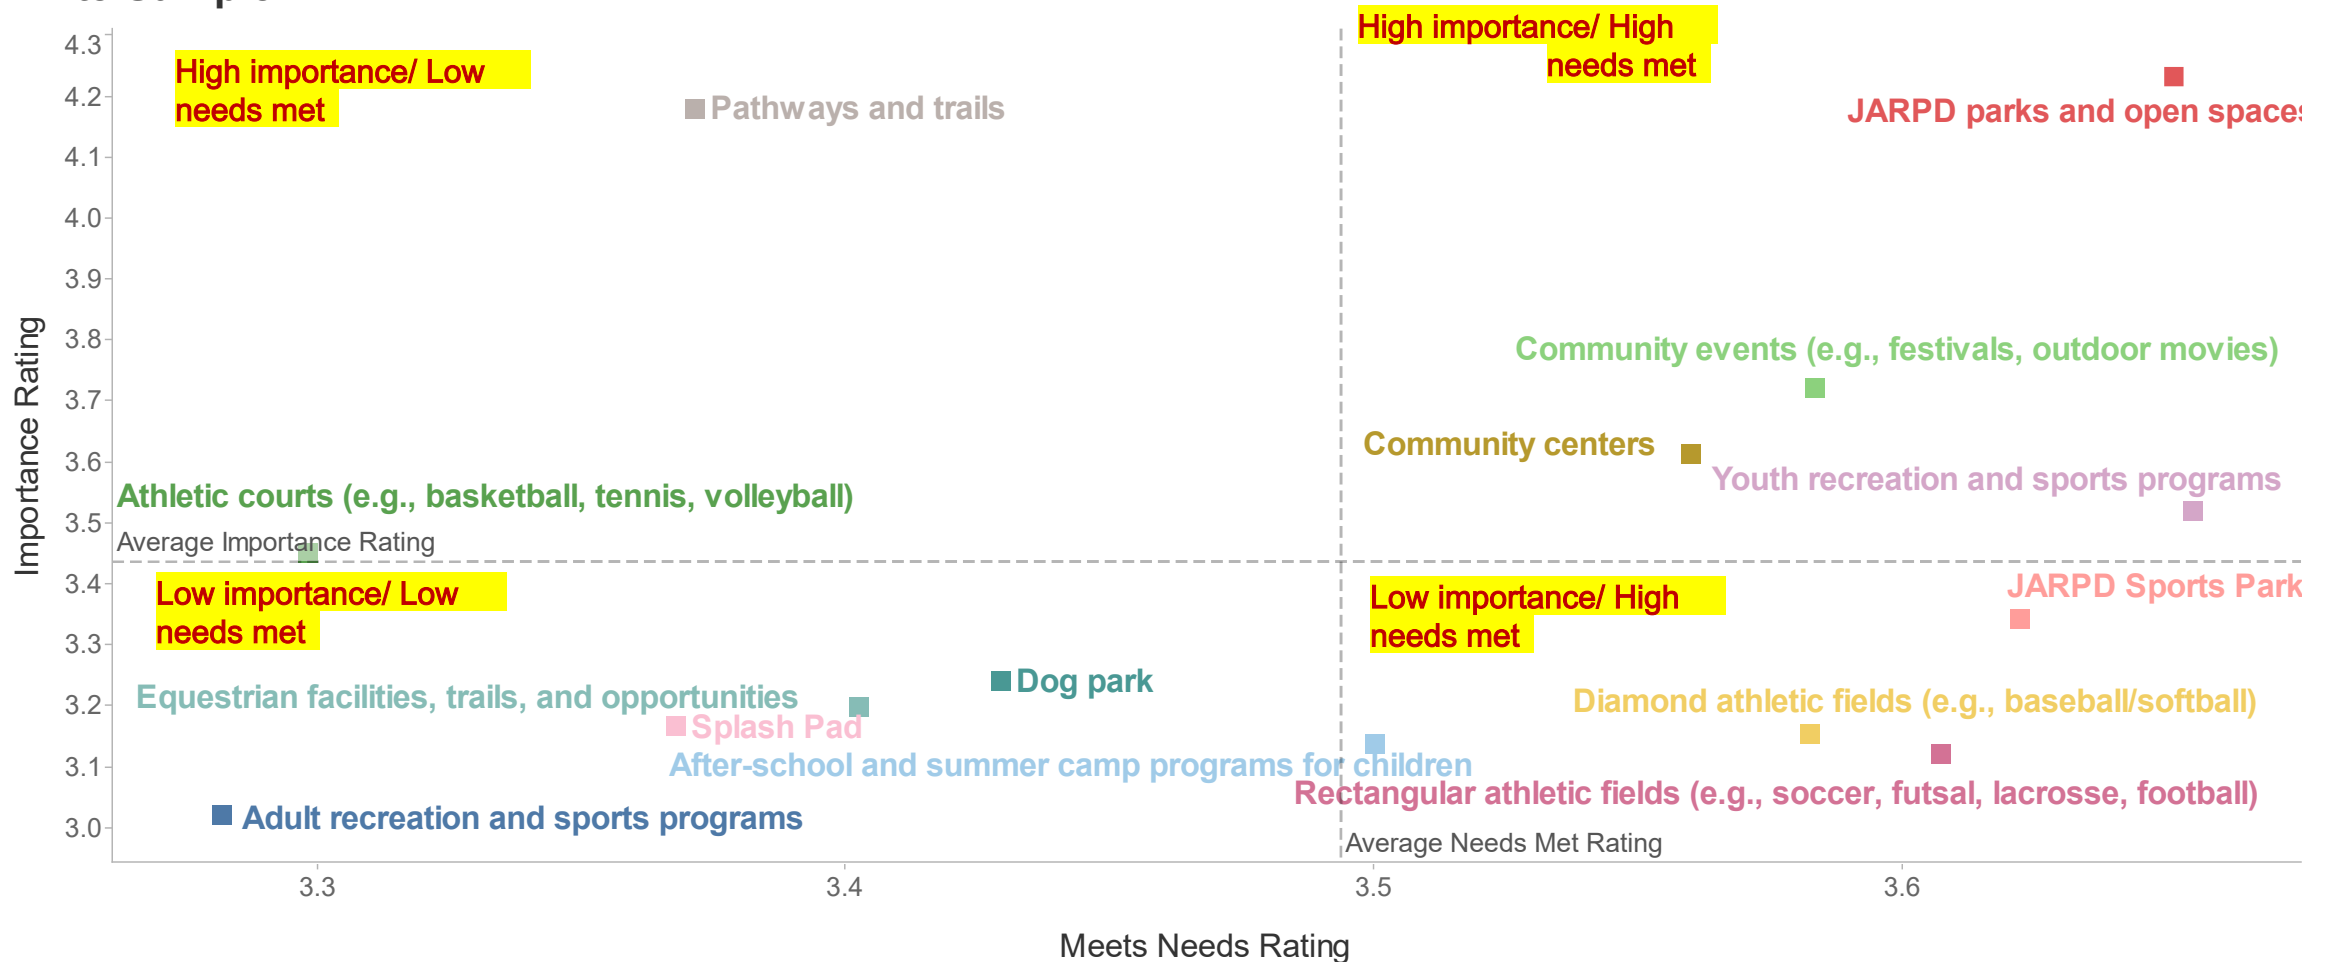 High importance/ High
needs met
4.3
High importance/ Low
needs met
4.2
Pathways and trails
JARPD parks and open spaces
4.1
4.0
3.9
3.8
Community events (e.g., festivals, outdoor movies)
3.7
Community centers
3.6
Youth recreation and sports programs
Athletic courts (e.g., basketball, tennis, volleyball)
3.5
Average Importance Rating
Importance Rating
3.4
Low importance/ Low
needs met
Low importance/ High
needs met
JARPD Sports Park
3.3
Dog park
Equestrian facilities, trails, and opportunities
3.2
Diamond athletic fields (e.g., baseball/softball)
Splash Pad
After-school and summer camp programs for children
3.1
Rectangular athletic fields (e.g., soccer, futsal, lacrosse, football)
Adult recreation and sports programs
3.0
Average Needs Met Rating
3.3
3.4
3.5
3.6
Meets Needs Rating